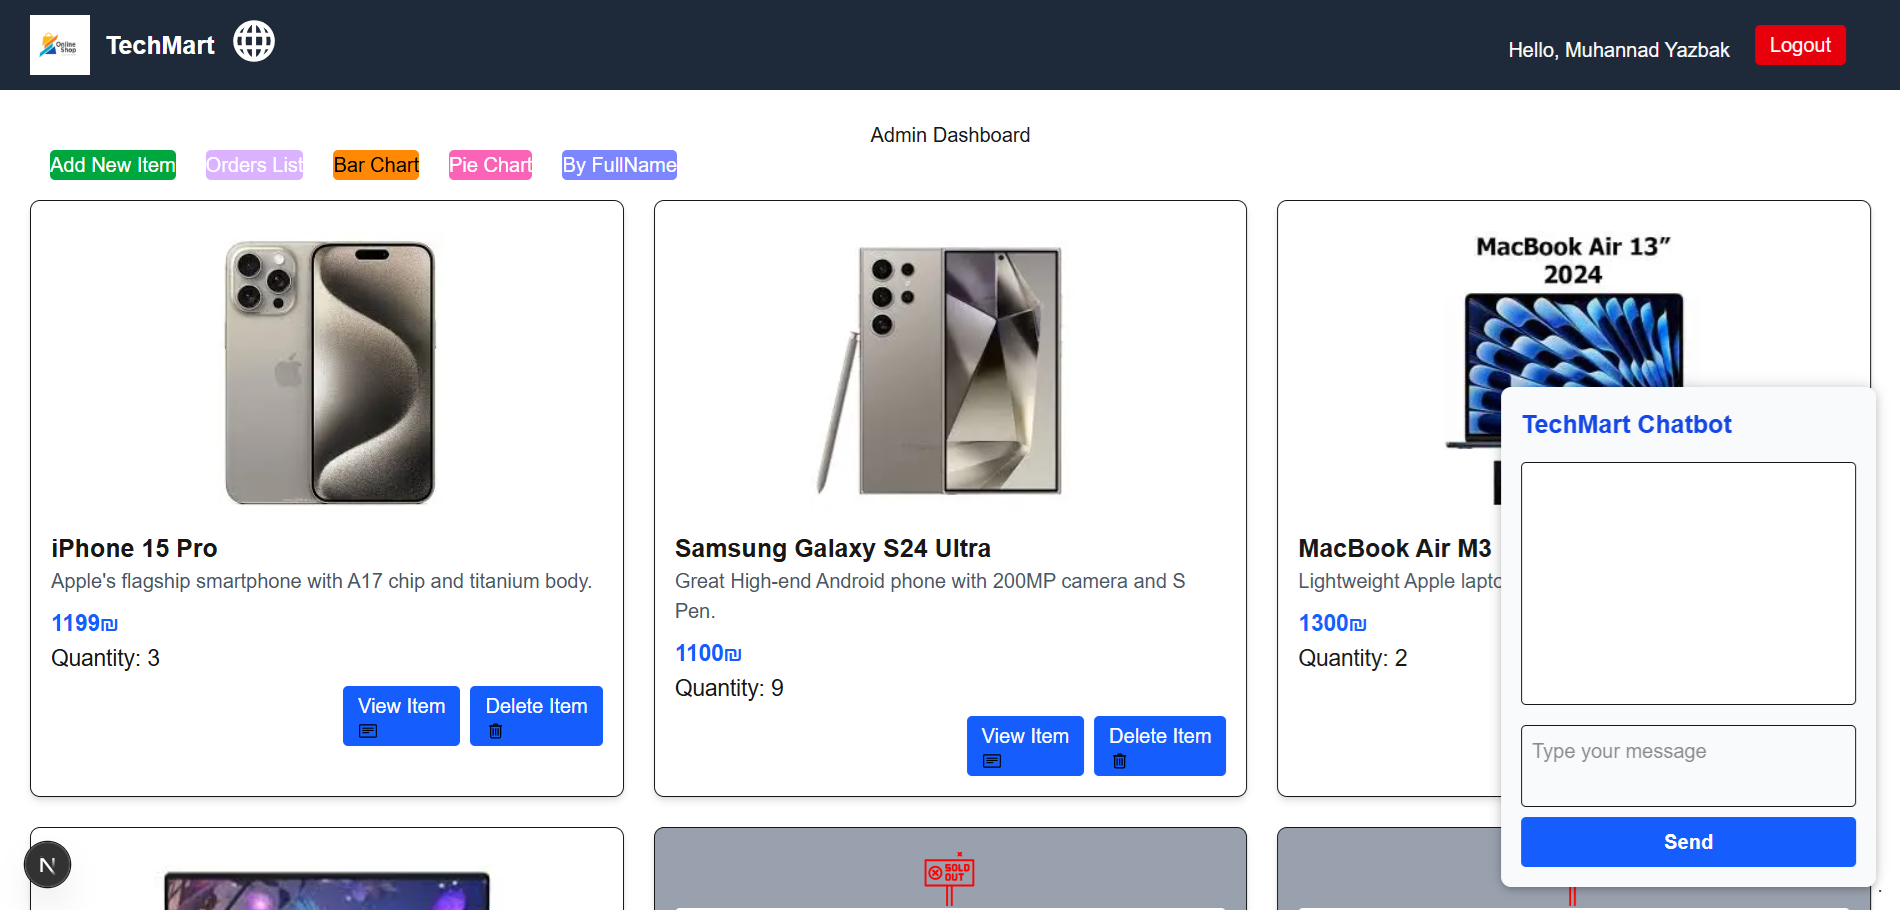 Online
Shop
TechMart
Hello, Muhannad Yazbak
Logout
Admin Dashboard
Add New Item
Orders List
Bar Chart
Pie Chart
By FullName
iPhone 15 Pro
Apple's flagship smartphone with A17 chip and titanium body.
1199₪
Quantity: 3
View Item
Delete Item
Samsung Galaxy S24 Ultra
Great High-end Android phone with 200MP camera and S
Pen.
1100₪
Quantity: 9
View Item
Delete Item
MacBook Air 13”
2024
MacBook Air M3
Lightweight Apple lapto
1300₪
Quantity: 2
TechMart Chatbot
Type your message
Send
SOLD
OUT
N